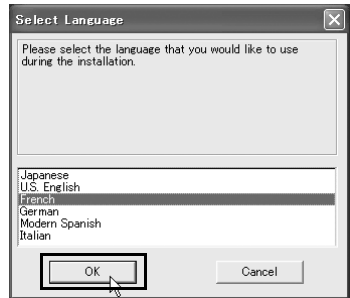 Select Language
Please select the language that you would like to use
during the installation.
Japanese
U.S. English
French
German
Modern Spanish
Italian
OK
Cancel